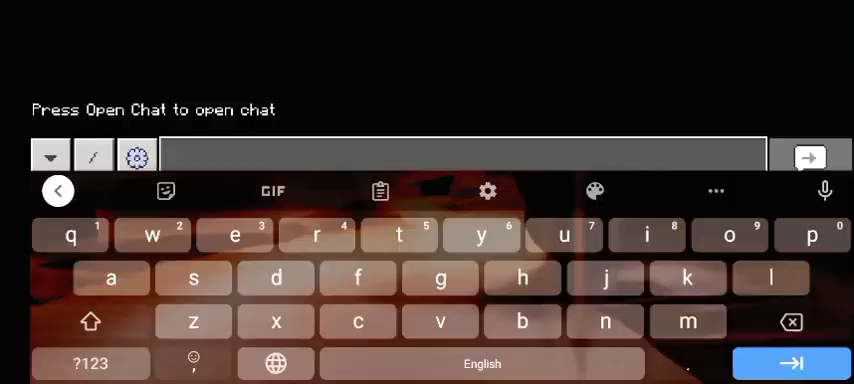 Press Open Chat to open chat
/
GIF
q 1 w 2 e 3 r 4 t 5 y 6 u 7 i 8 o 9 p 0
a s d f g h j k l
z x c v b n m
?123 , English .